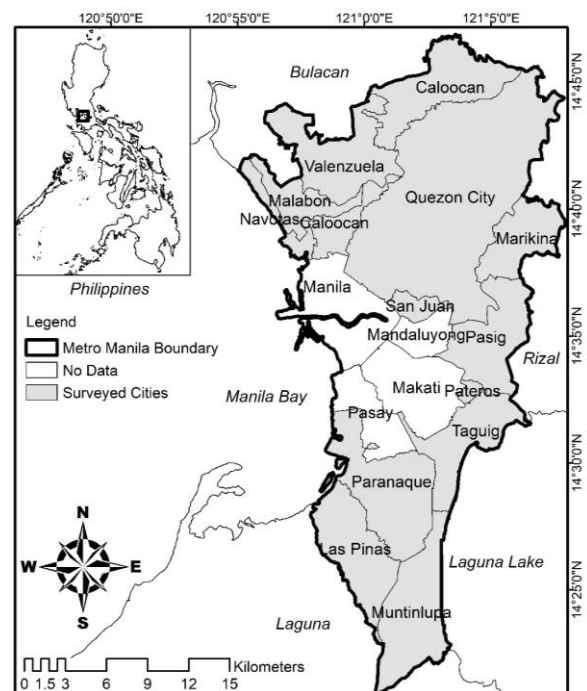 120°50'0"E
120°55'0"E
121°0'0"E
121°5'0"E
14°45'0"N
14°40'0"N
14°35'0"N
14°30'0"N
14°25'0"N
Bulacan
Caloocan
Valenzuela
Malabon
Quezon City
Navotas
Caloocan
Marikina
Manila
Philippines
San Juan
Legend
Mandaluyong
Pasig
Metro Manila Boundary
Rizal
No Data
Surveyed Cities
Manila Bay
Makati
Pateros
Pasay
Taguig
Paranaque
N
W
E
S
Las Pinas
Laguna Lake
Laguna
Muntinlupa
Kilometers
0 1.5 3 6 9 12 15